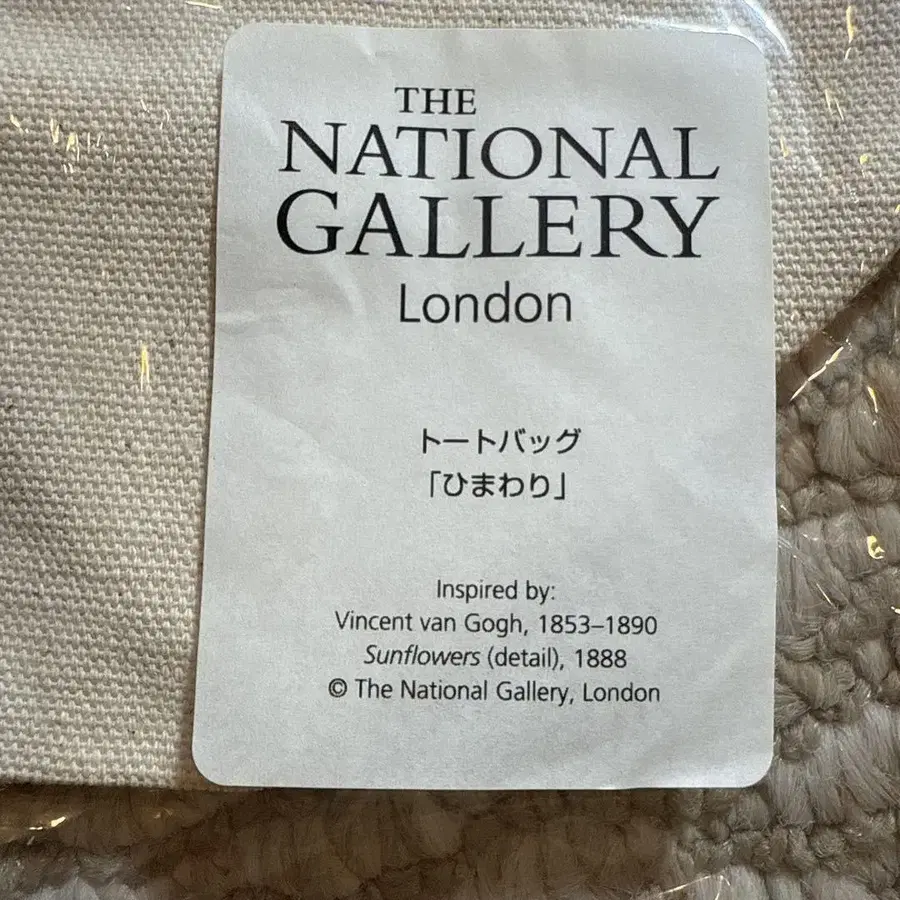 THE
NATIONAL
GALLERY
London
トートバッグ
「ひまわり」
Inspired by:
Vincent van Gogh, 1853–1890
Sunflowers (detail), 1888
© The National Gallery, London